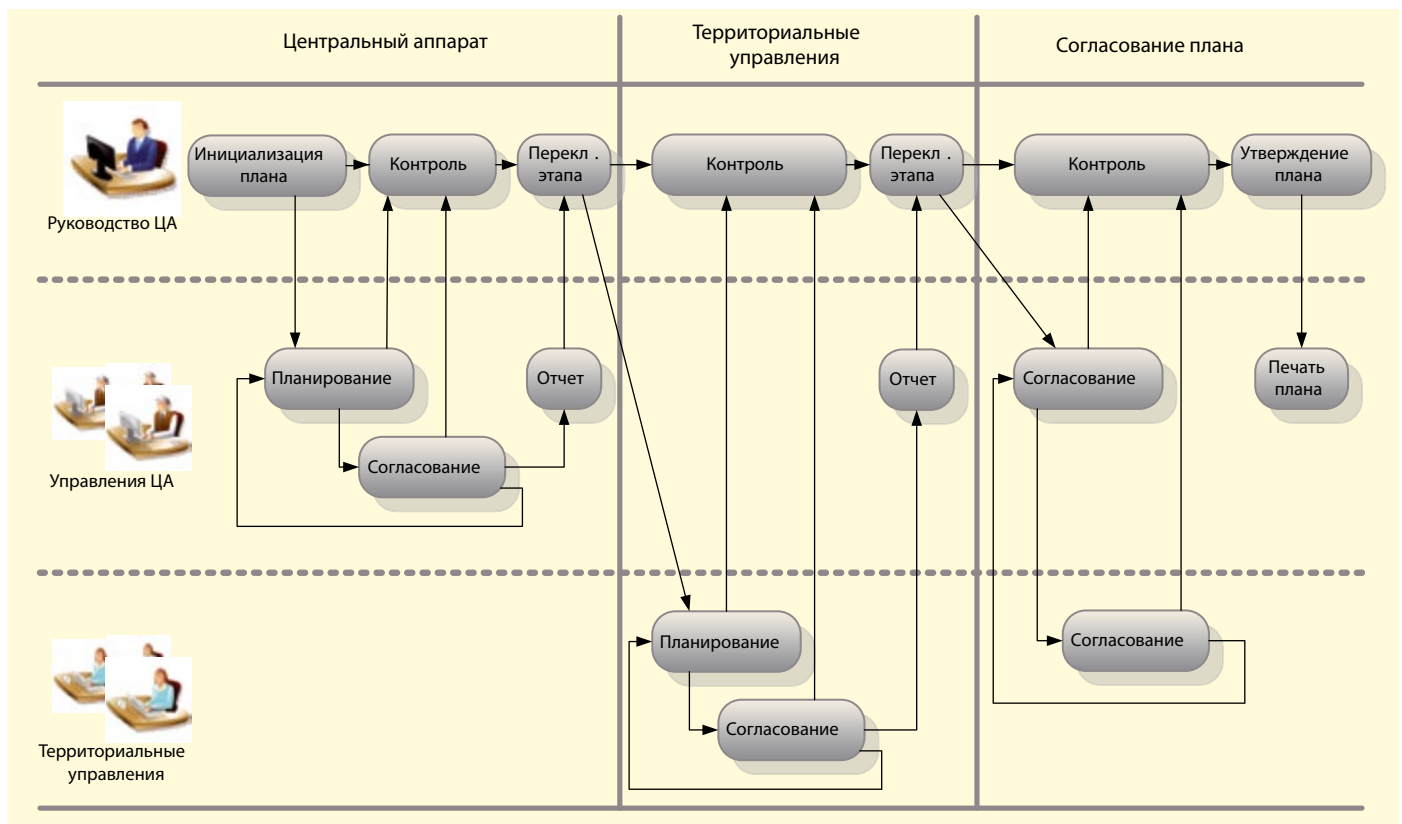 Центральный аппарат
Территориальные
управления
Согласование плана
Инициализация
плана
Контроль
Перекл .
этапа
Контроль
Перекл .
этапа
Контроль
Утверждение
плана
Руководство ЦА
Планирование
Отчет
Отчет
Согласование
Печать
плана
Согласование
Управления ЦА
Планирование
Согласование
Согласование
Территориальные
управления